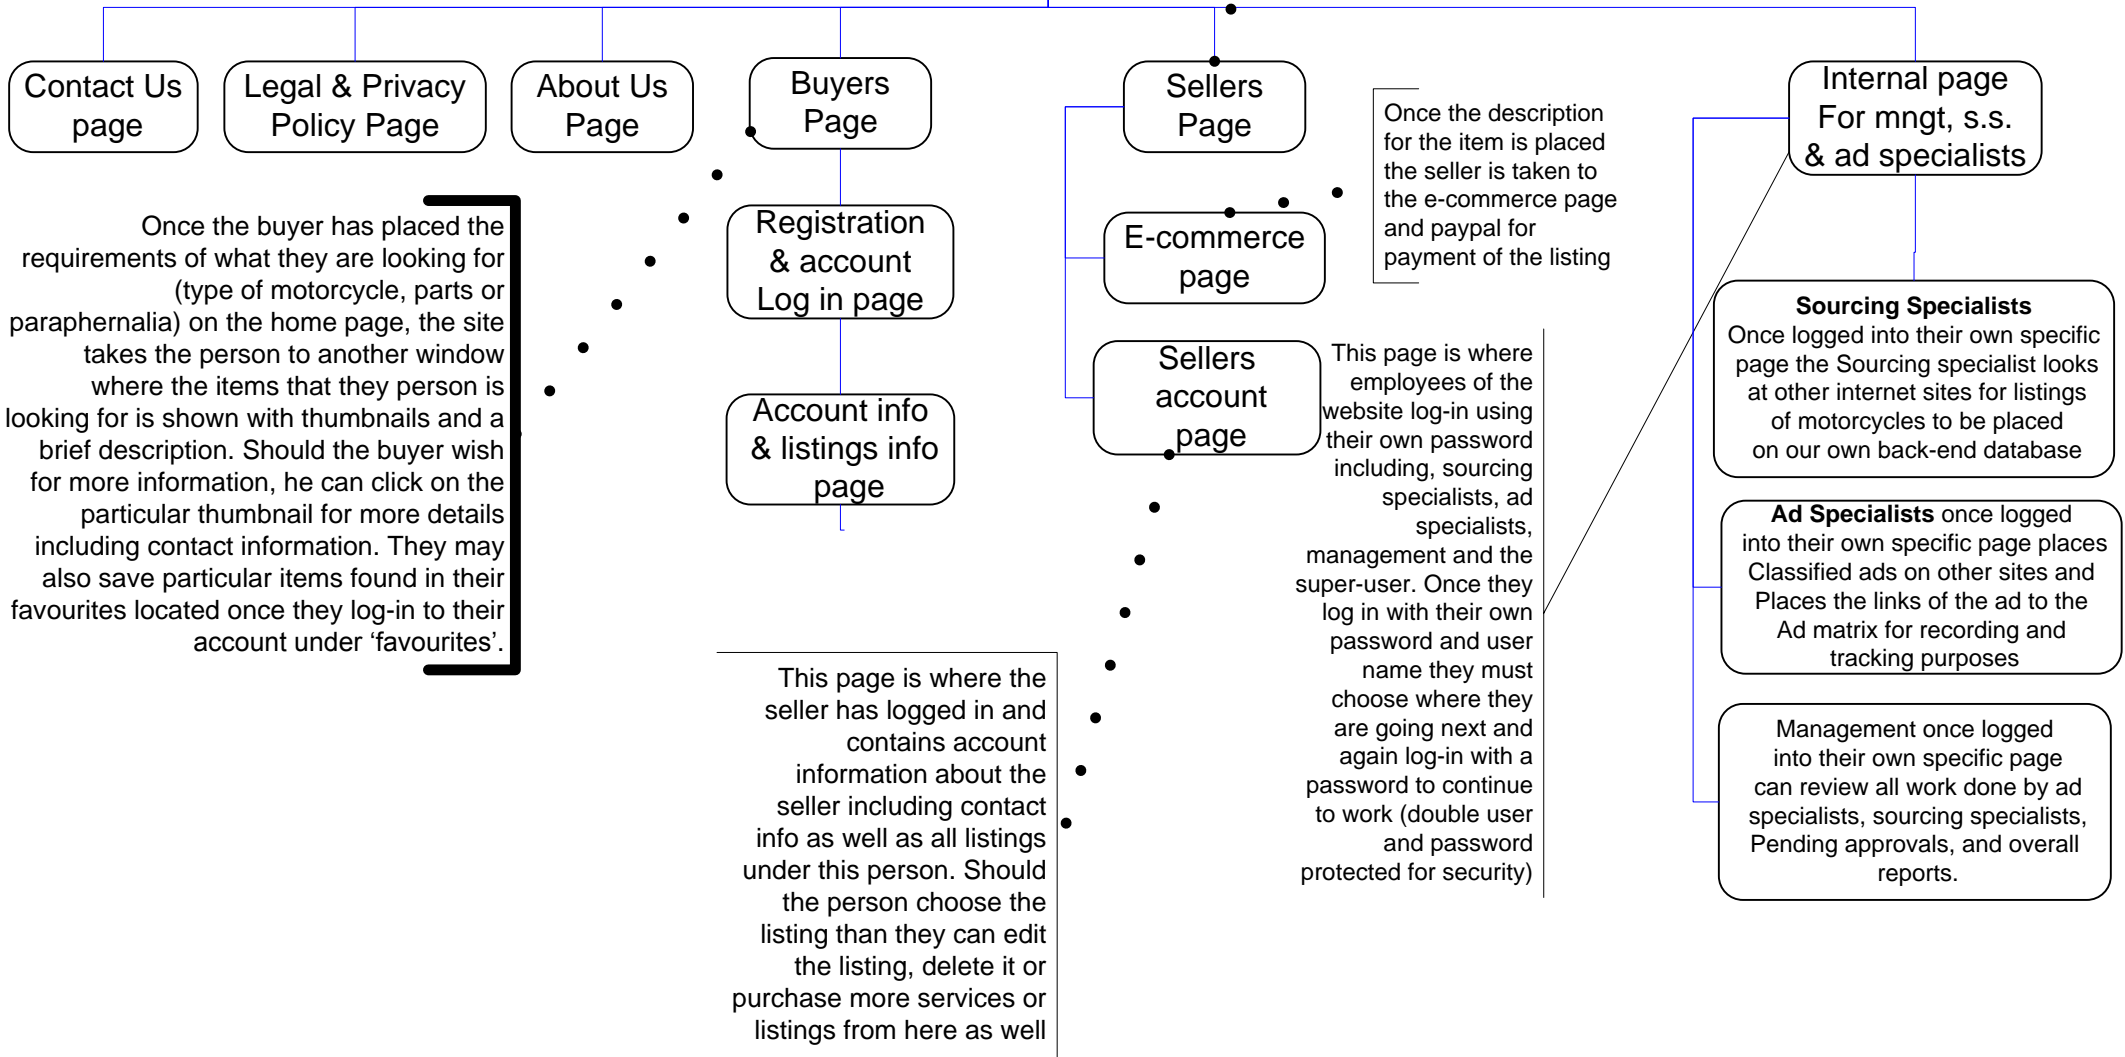 Contact Us
page
Legal & Privacy
Policy Page
About Us
Page
Buyers
Page
Sellers
Page
Internal page
For mngt, s.s.
& ad specialists
Once the buyer has placed the
requirements of what they are looking for
(type of motorcycle, parts or
paraphernalia) on the home page, the site
takes the person to another window
where the items that they person is
looking for is shown with thumbnails and a
brief description. Should the buyer wish
for more information, he can click on the
particular thumbnail for more details
including contact information. They may
also save particular items found in their
favourites located once they log-in to their
account under ‘favourites’.
Registration
& account
Log in page
Account info
& listings info
page
Once the description
for the item is placed
the seller is taken to
the e-commerce page
and paypal for
payment of the listing
E-commerce
page
Sellers
account
page
This page is where the
seller has logged in and
contains account
information about the
seller including contact
info as well as all listings
under this person. Should
the person choose the
listing than they can edit
the listing, delete it or
purchase more services or
listings from here as well
This page is where
employees of the
website log-in using
their own password
including, sourcing
specialists, ad
specialists,
management and the
super-user. Once they
log in with their own
password and user
name they must
choose where they
are going next and
again log-in with a
password to continue
to work (double user
and password
protected for security)
Sourcing Specialists
Once logged into their own specific
page the Sourcing specialist looks
at other internet sites for listings
of motorcycles to be placed
on our own back-end database
Ad Specialists once logged
into their own specific page places
Classified ads on other sites and
Places the links of the ad to the
Ad matrix for recording and
tracking purposes
Management once logged
into their own specific page
can review all work done by ad
specialists, sourcing specialists,
Pending approvals, and overall
reports.